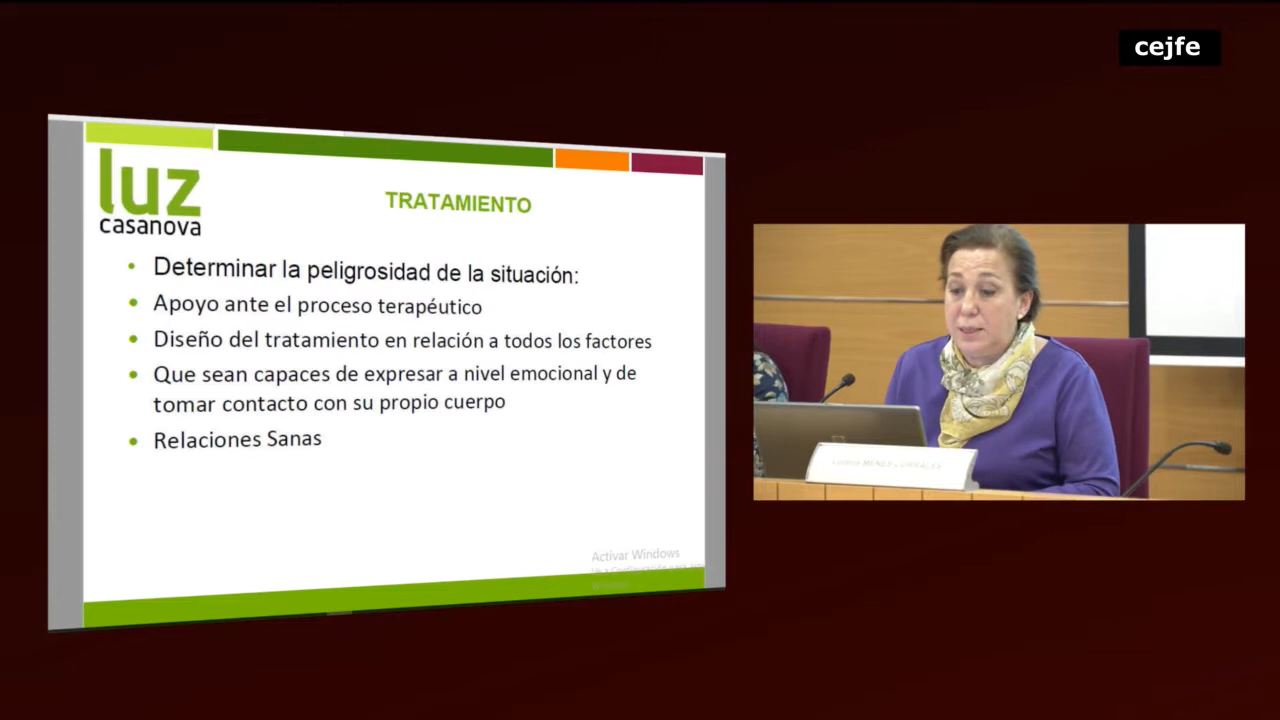 cejfe
luz
casanova
TRATAMIENTO
• Determinar la peligrosidad de la situación:
• Apoyo ante el proceso terapéutico
• Diseño del tratamiento en relación a todos los factores
• Que sean capaces de expresar a nivel emocional y de
tomar contacto con su propio cuerpo
• Relaciones Sanas
Activar Windows